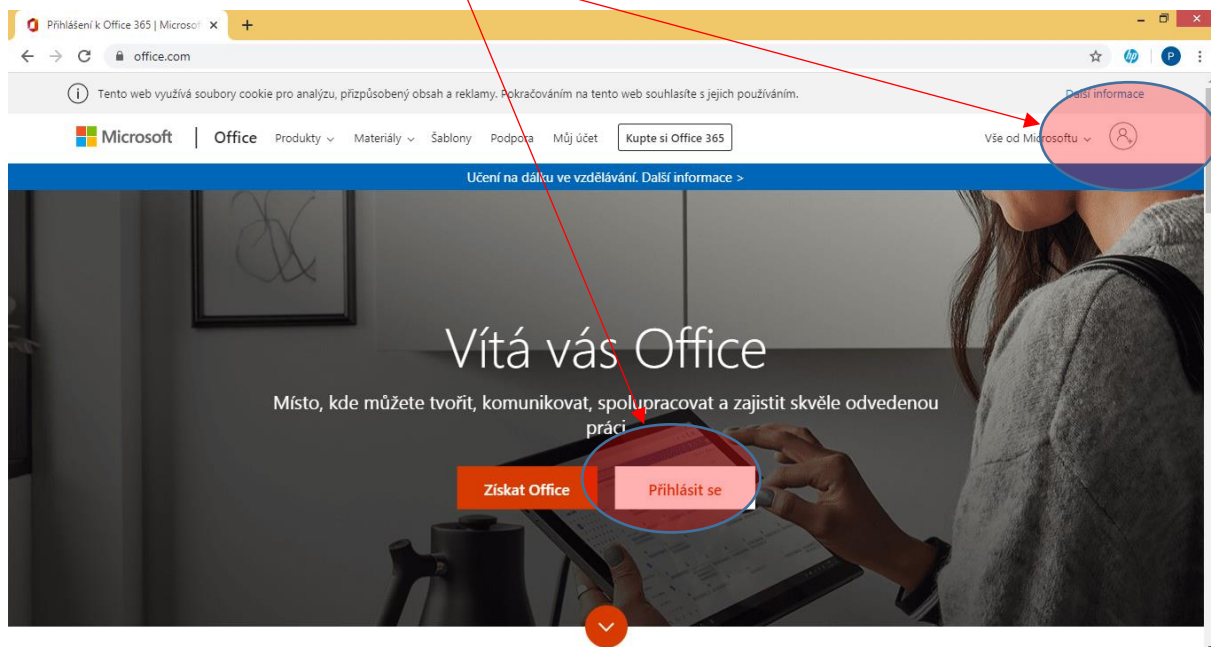 Přihlášení k Office 365 | Microsof
office.com
P
Tento web využívá soubory cookie pro analýzu, přizpůsobený obsah a reklamy. Pokračováním na tento web souhlasíte s jejich používáním. Další informace
Microsoft | Office Produkty Materiály Šablony Podpora Můj účet Kupte si Office 365 Vše od Microsoftu
Učení na dálku ve vzdělávání. Další informace >
Vítá vás Office
Místo, kde můžete tvořit, komunikovat, spolupracovat a zajistit skvěle odvedenou
práci
Získat Office Přihlásit se